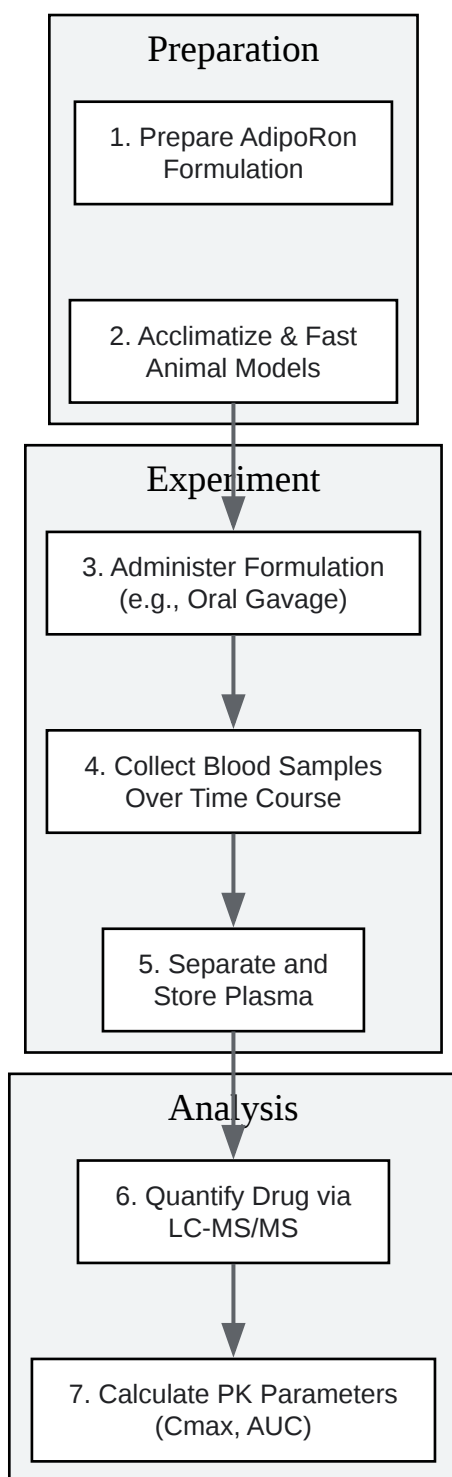 Preparation
1. Prepare AdipoRon
Formulation
2. Acclimatize & Fast
Animal Models
Experiment
3. Administer Formulation
(e.g., Oral Gavage)
4. Collect Blood Samples
Over Time Course
5. Separate and
Store Plasma
Analysis
6. Quantify Drug via
LC-MS/MS
7. Calculate PK Parameters
(Cmax, AUC)